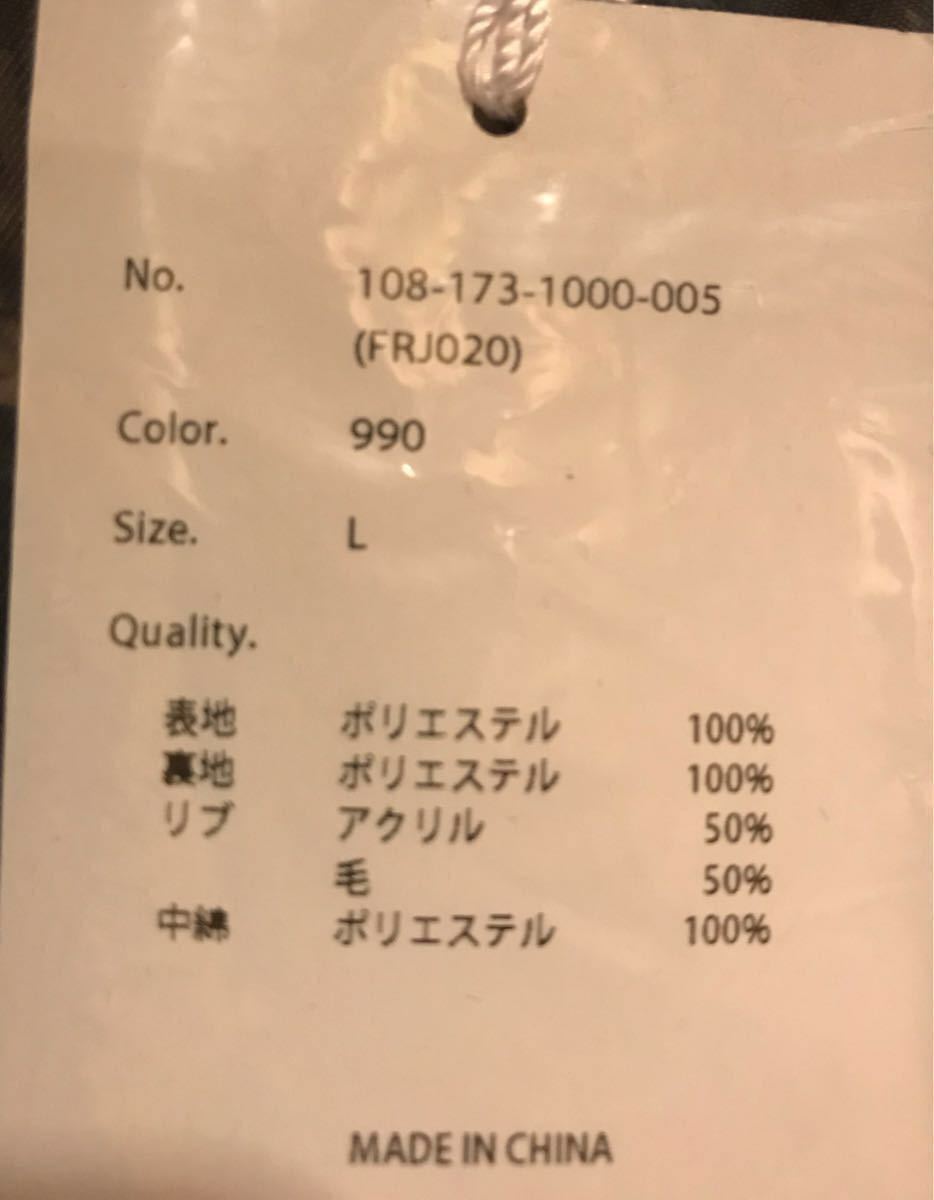 No. 108-173-1000-005
(FRJ020)
Color. 990
Size. L
Quality.
表地 ポリエステル 100%
裏地 ポリエステル 100%
リブ アクリル 50%
毛 50%
中綿 ポリエステル 100%
MADE IN CHINA